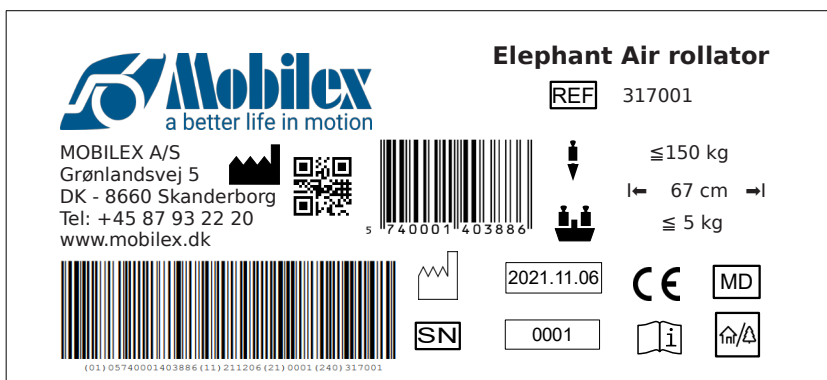 Mobilex
a better life in motion
Elephant Air rollator
REF 317001
MOBILEX A/S
Grønlandsvej 5
DK - 8660 Skanderborg
Tel: +45 87 93 22 20
www.mobilex.dk
≦150 kg
67 cm
≦ 5 kg
5 740001 403886
2021.11.06
CE
MD
SN
0001
i
(01)05740001403886(11)211206(21)0001(240)317001